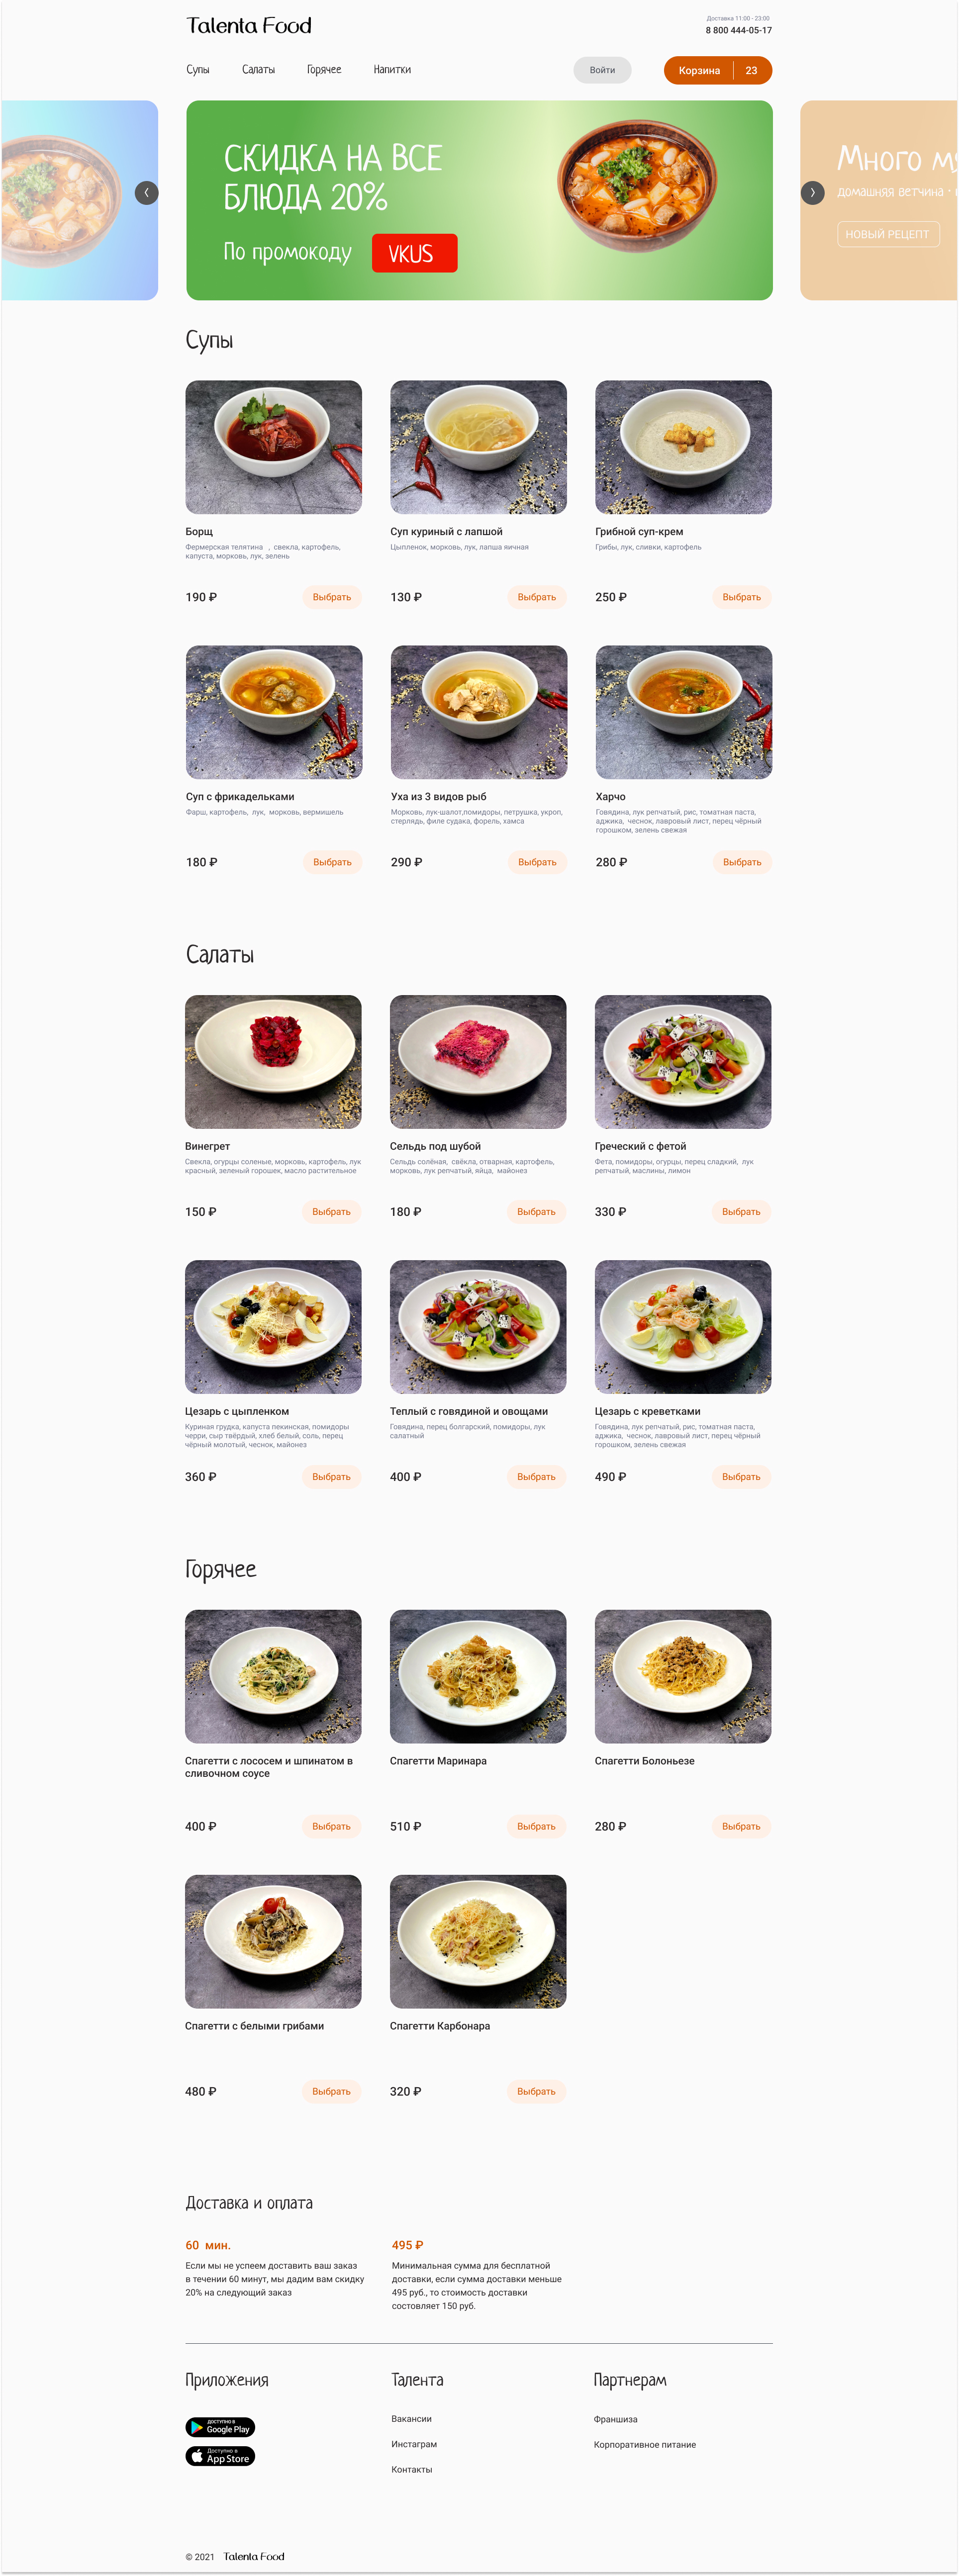 Talenta Food
Доставка 11:00 - 23:00
8 800 444-05-17
Супы
Салаты
Горячее
Напитки
Войти
Корзина
23
СКИДКА НА ВСЕ
БЛЮДА 20%
По промокоду
VKUS
Много
домашняя ветчина ·
НОВЫЙ РЕЦЕПТ
Супы
Борщ
Фермерская телятина , свекла, картофель,
капуста, морковь, лук, зелень
190 ₽
Выбрать
Суп куриный с лапшой
Цыпленок, морковь, лук, лапша яичная
130 ₽
Выбрать
Грибной суп-крем
Грибы, лук, сливки, картофель
250 ₽
Выбрать
Суп с фрикадельками
Фарш, картофель, лук, морковь, вермишель
180 ₽
Выбрать
Уха из 3 видов рыб
Морковь, лук-шалот,помидоры, петрушка, укроп,
стерлядь, филе судака, форель, хамса
290 ₽
Выбрать
Харчо
Говядина, лук репчатый, рис, томатная паста,
аджика, чеснок, лавровый лист, перец чёрный
горошком, зелень свежая
280 ₽
Выбрать
Салаты
Винегрет
Свекла, огурцы соленые, морковь, картофель, лук
красный, зеленый горошек, масло растительное
150 ₽
Выбрать
Сельдь под шубой
Сельдь солёная, свёкла, отварная, картофель,
морковь, лук репчатый, яйца, майонез
180 ₽
Выбрать
Греческий с фетой
Фета, помидоры, огурцы, перец сладкий, лук
репчатый, маслины, лимон
330 ₽
Выбрать
Цезарь с цыпленком
Куриная грудка, капуста пекинская, помидоры
черри, сыр твёрдый, хлеб белый, соль, перец
чёрный молотый, чеснок, майонез
360 ₽
Выбрать
Теплый с говядиной и овощами
Говядина, перец болгарский, помидоры, лук
салатный
400 ₽
Выбрать
Цезарь с креветками
Говядина, лук репчатый, рис, томатная паста,
аджика, чеснок, лавровый лист, перец чёрный
горошком, зелень свежая
490 ₽
Выбрать
Горячее
Спагетти с лососем и шпинатом в
сливочном соусе
400 ₽
Выбрать
Спагетти Маринара
510 ₽
Выбрать
Спагетти Болоньезе
280 ₽
Выбрать
Спагетти с белыми грибами
480 ₽
Выбрать
Спагетти Карбонара
320 ₽
Выбрать
Доставка и оплата
60 мин.
Если мы не успеем доставить ваш заказ
в течении 60 минут, мы дадим вам скидку
20% на следующий заказ
495 ₽
Минимальная сумма для бесплатной
доставки, если сумма доставки меньше
495 руб., то стоимость доставки
состовляет 150 руб.
Приложения
ДОСТУПНО В
Google Play
Доступно в
App Store
Талента
Вакансии
Инстаграм
Контакты
Партнерам
Франшиза
Корпоративное питание
© 2021 Talenta Food